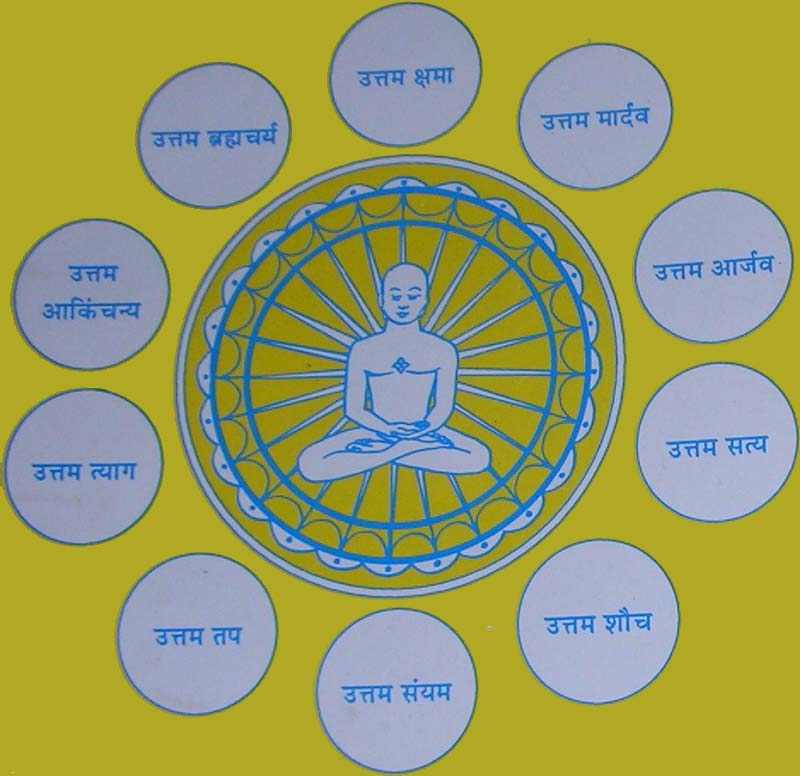 उत्तम क्षमा
उत्तम मार्दव
उत्तम आर्जव
उत्तम सत्य
उत्तम शौच
उत्तम संयम
उत्तम तप
उत्तम त्याग
उत्तम
आकिंचन्य
उत्तम ब्रह्मचर्य